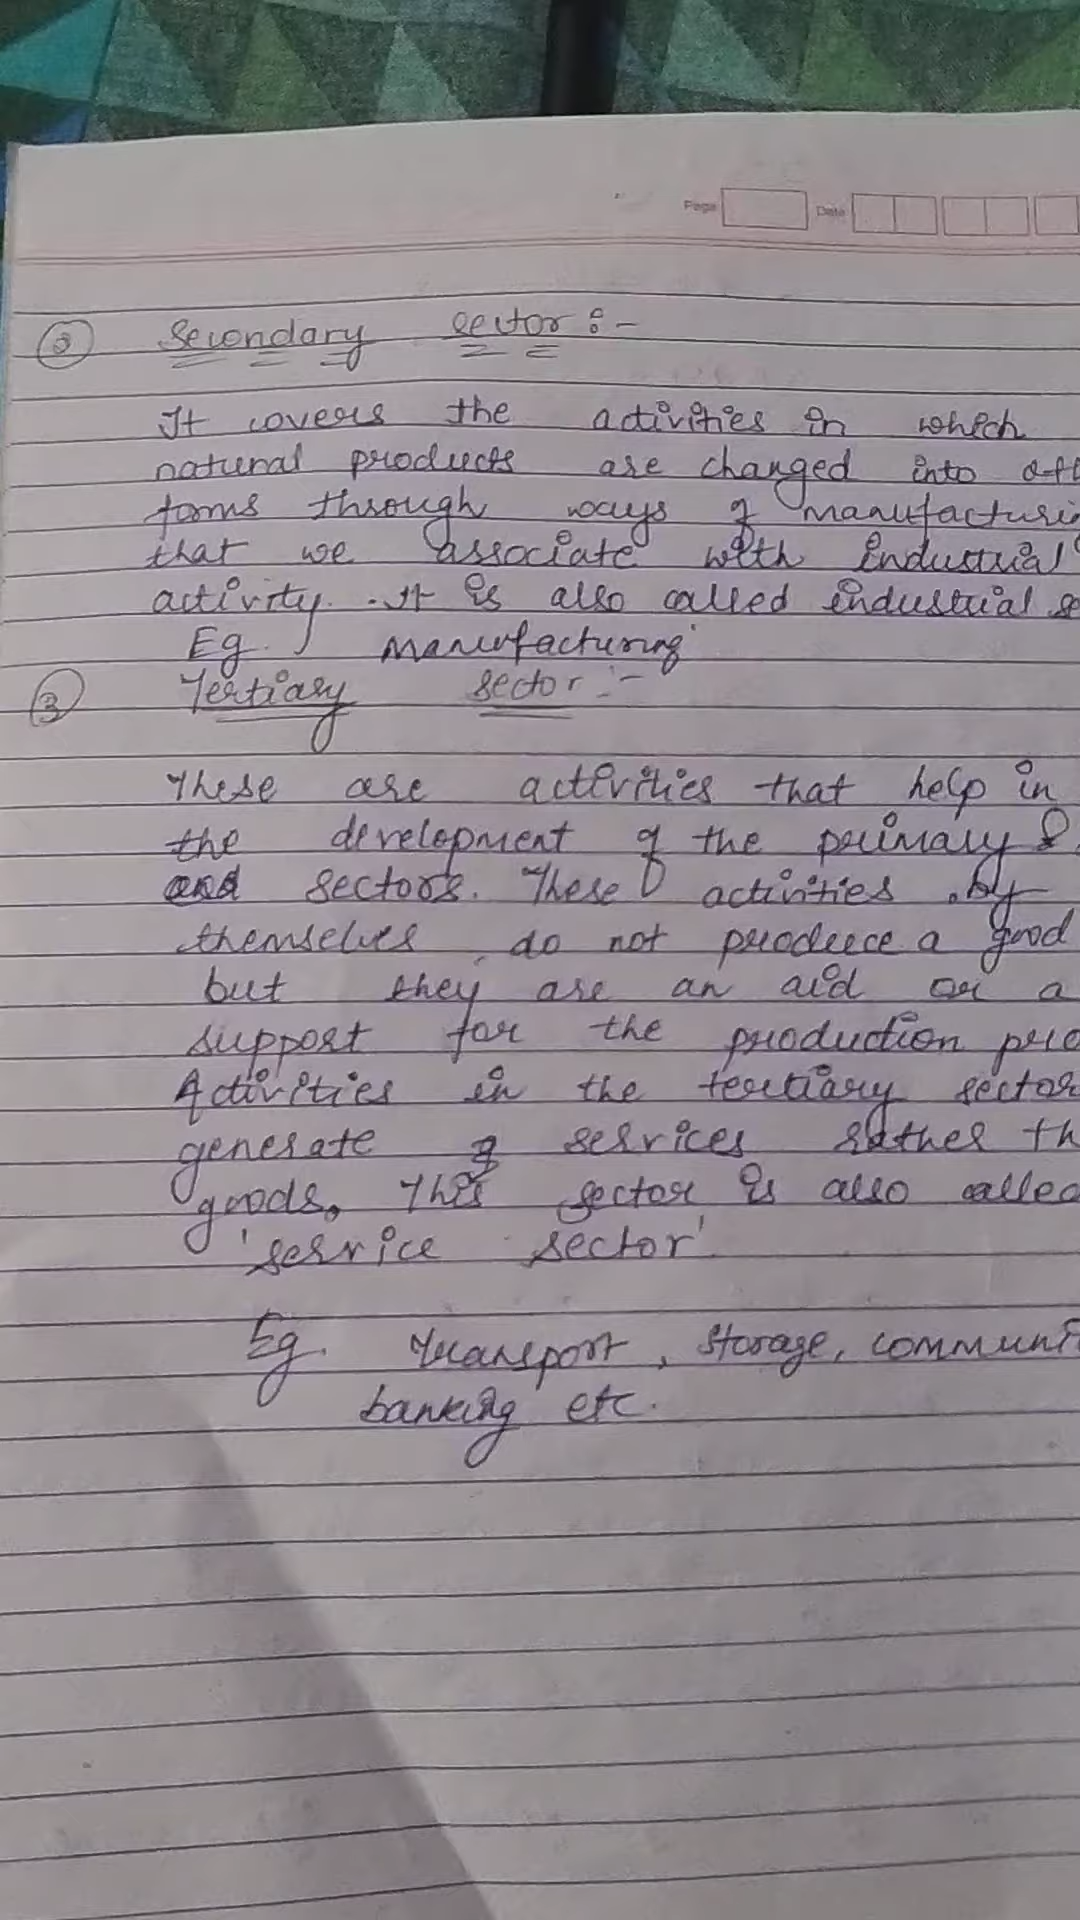 Page Date
② Secondary sector :-
It covers the activities in which
natural products are changed into
forms through ways of manufacturi
that we associate with industrial
activity. It is also called industrial se
Eg. manufacturing
③ Tertiary sector :-
These are activities that help in
the development of the primary &
sectors. These activities by
themselves do not produce a good
but they are an aid or a
support for the production pro
Activities in the tertiary sector
generate services rather th
goods. This sector is also called
'service sector'.
Eg. Transport, storage, communi
banking etc.